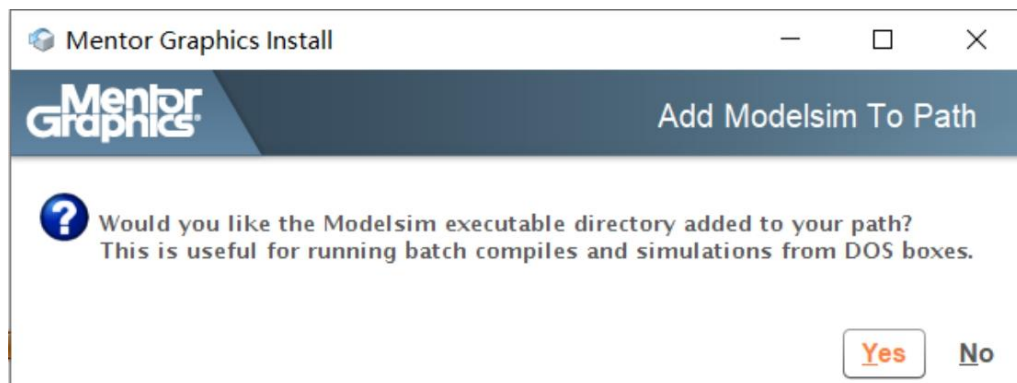 Mentor Graphics Install
Mentor
Graphics
Add Modelsim To Path
Would you like the Modelsim executable directory added to your path?
This is useful for running batch compiles and simulations from DOS boxes.
Yes No